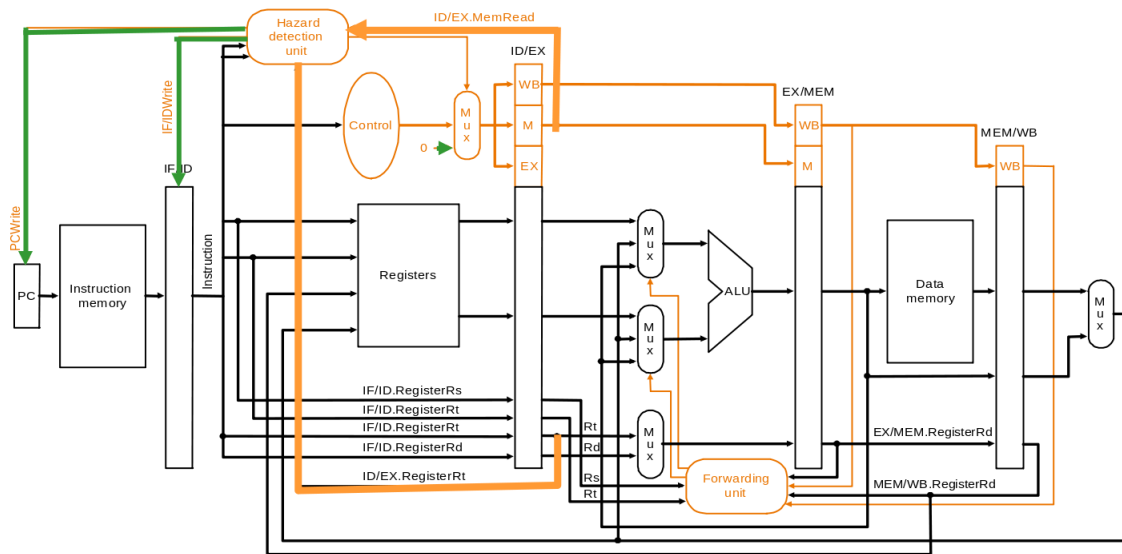 Hazard
detection
unit
ID/EX.MemRead
ID/EX
PCWrite
IF/IDWrite
IF/ID
Control
0
M
u
x
WB
M
EX
EX/MEM
WB
M
MEM/WB
WB
PC
Instruction
memory
Instruction
Registers
M
u
x
M
u
x
ALU
Data
memory
M
u
x
IF/ID.RegisterRs
IF/ID.RegisterRt
IF/ID.RegisterRt
IF/ID.RegisterRd
ID/EX.RegisterRt
Rt
Rd
Rs
Rt
M
u
x
EX/MEM.RegisterRd
Forwarding
unit
MEM/WB.RegisterRd